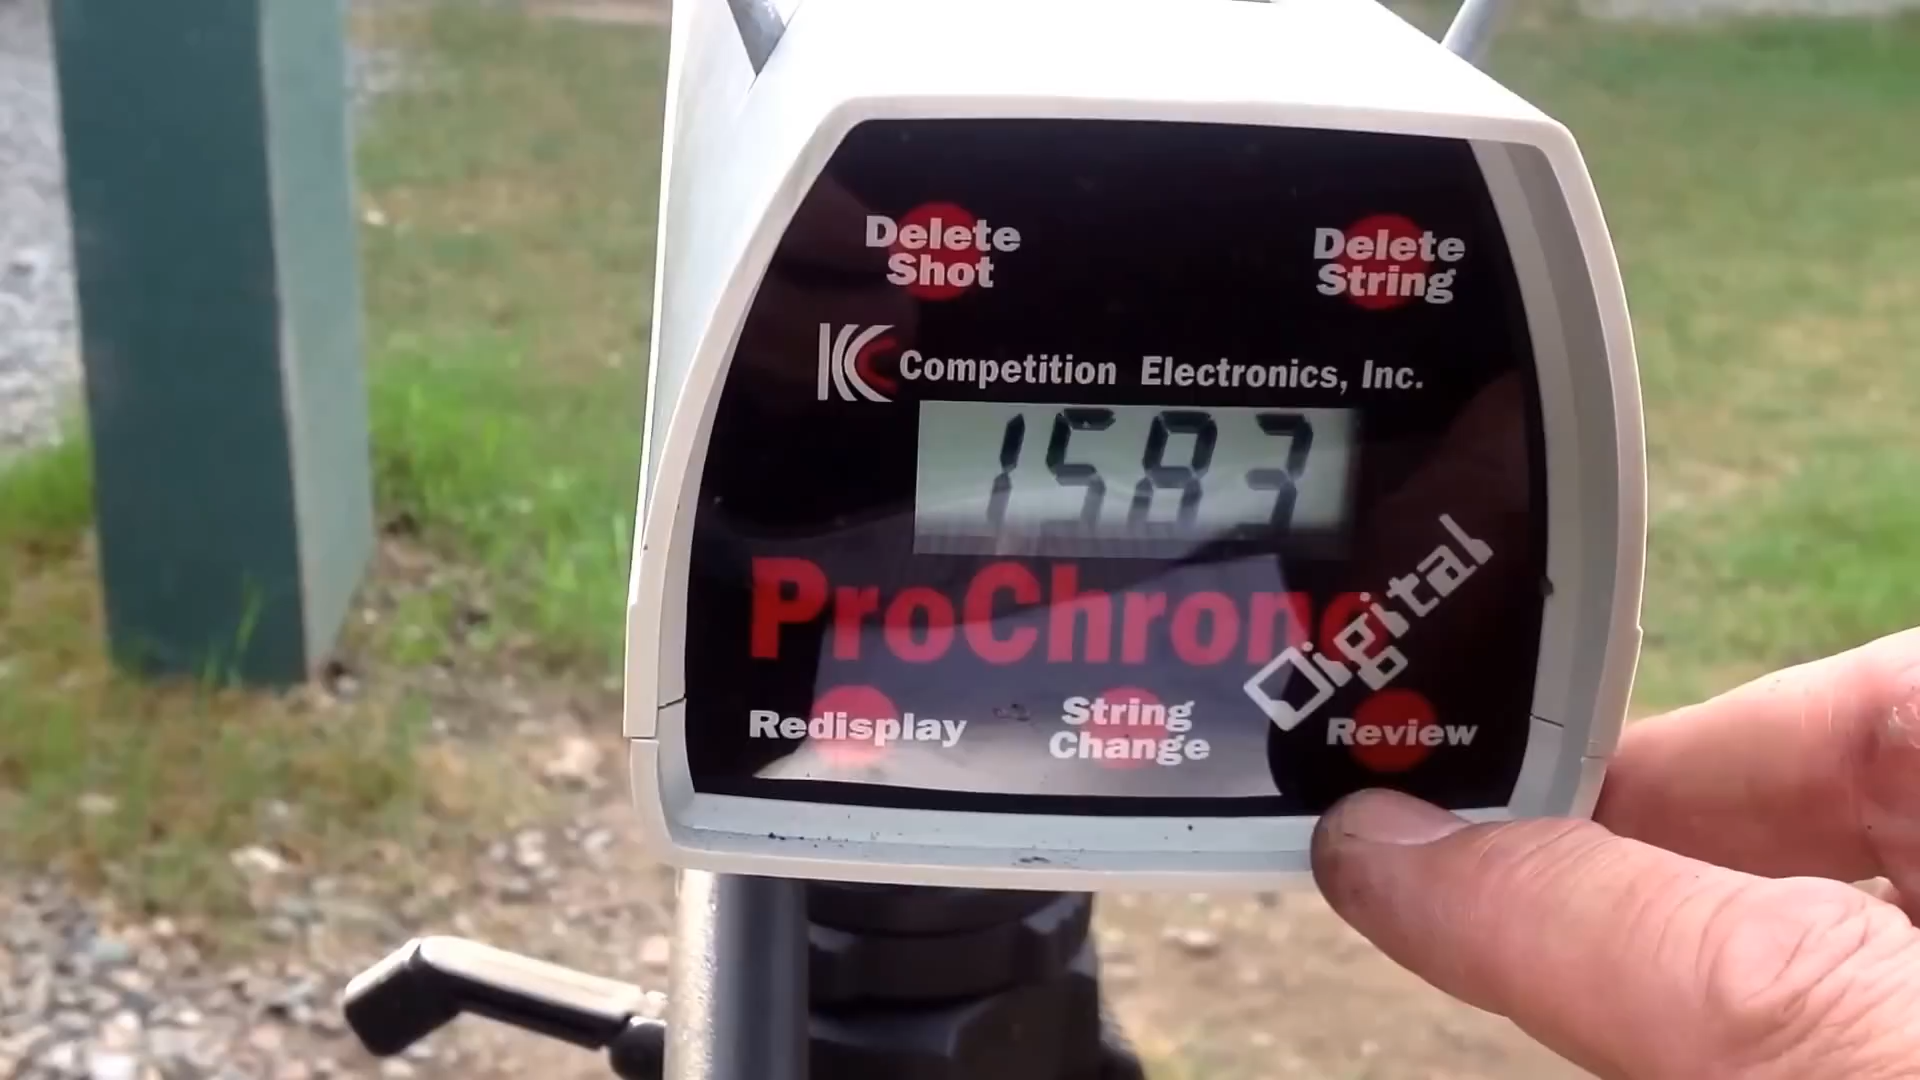 Delete
Shot
Delete
String
Competition Electronics, Inc.
1583
ProChrono
Digital
Redisplay
String
Change
Review